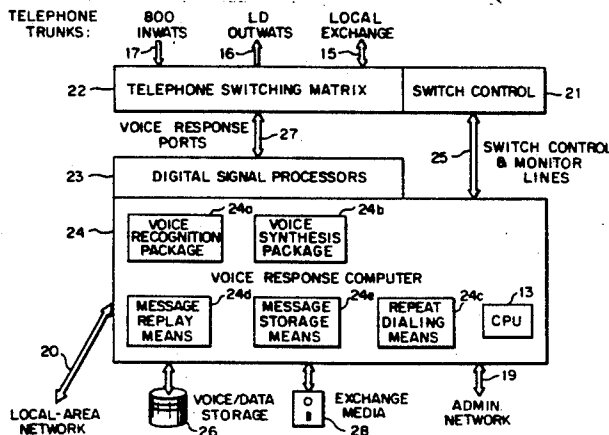 TELEPHONE TRUNKS:
800 INWATS
LD OUTWATS
LOCAL EXCHANGE
17
16
15
22
TELEPHONE SWITCHING MATRIX
SWITCH CONTROL
21
VOICE RESPONSE PORTS
27
25
SWITCH CONTROL & MONITOR LINES
23
DIGITAL SIGNAL PROCESSORS
24
24a
VOICE RECOGNITION PACKAGE
24b
VOICE SYNTHESIS PACKAGE
VOICE RESPONSE COMPUTER
24d
MESSAGE REPLAY MEANS
24e
MESSAGE STORAGE MEANS
24c
REPEAT DIALING MEANS
13
CPU
20
LOCAL-AREA NETWORK
VOICE/DATA STORAGE
26
EXCHANGE MEDIA
28
19
ADMIN. NETWORK